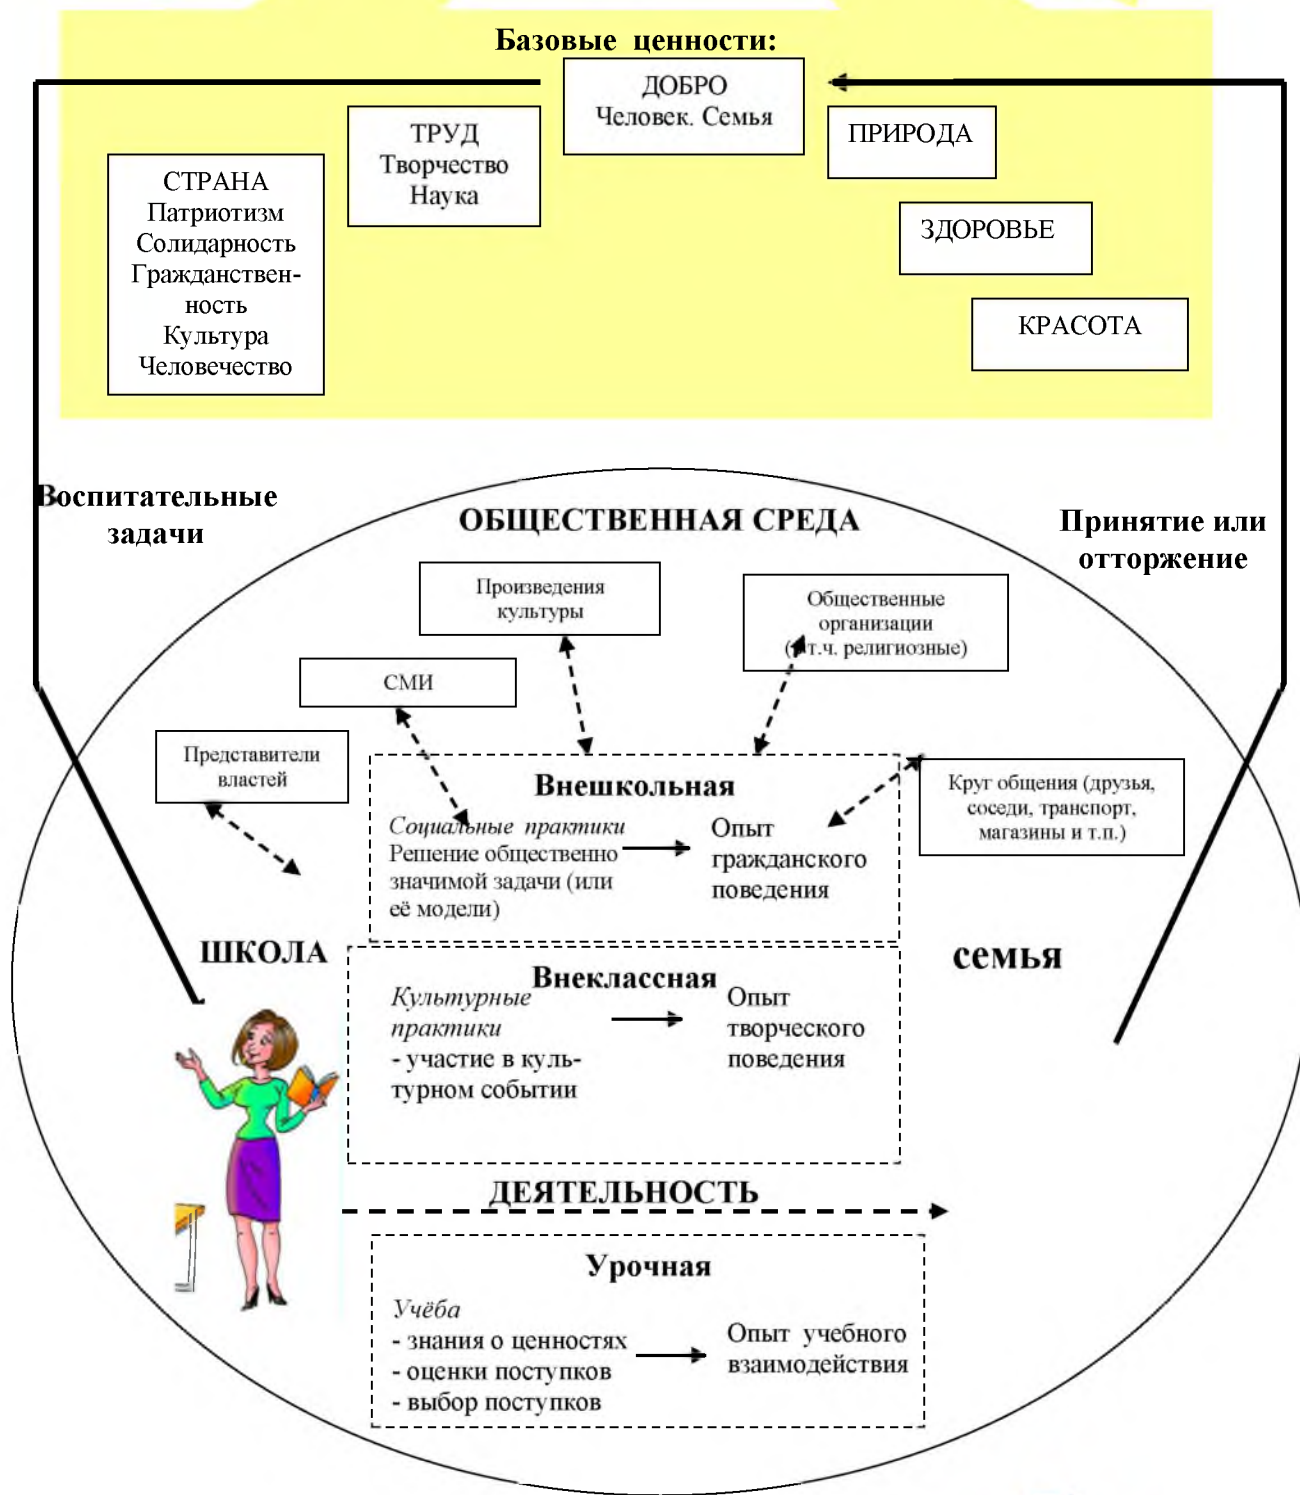 Базовые ценности:
ДОБРО
Человек. Семья
ТРУД
Творчество
Наука
ПРИРОДА
СТРАНА
Патриотизм
Солидарность
Гражданствен-
ность
Культура
Человечество
ЗДОРОВЬЕ
КРАСОТА
Воспитательные
задачи
ОБЩЕСТВЕННАЯ СРЕДА
Принятие или
отторжение
Произведения
культуры
Общественные
организации
т.ч. религиозные)
СМИ
Представители
властей
Круг общения (друзья,
соседи, транспорт,
магазины и т.п.)
Внешкольная
Социальные практики
Решение общественно
значимой задачи (или
её модели)
Опыт
гражданского
поведения
ШКОЛА
семья
Внеклассная
Культурные
практики
- участие в куль-
турном событии
Опыт
творческого
поведения
ДЕЯТЕЛЬНОСТЬ
Урочная
Учёба
- знания о ценностях
- оценки поступков
- выбор поступков
Опыт учебного
взаимодействия